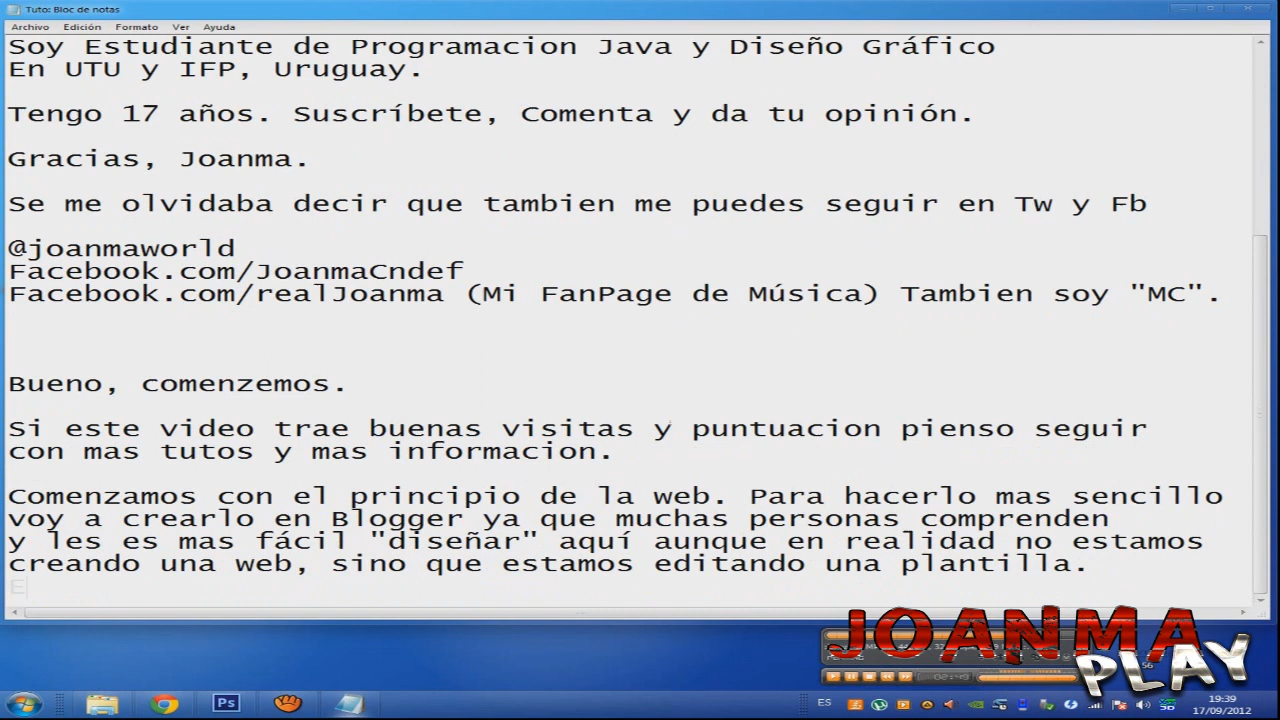 Tuto: Bloc de notas
Archivo Edición Formato Ver Ayuda
Soy Estudiante de Programacion Java y Diseño Gráfico
En UTU y IFP, Uruguay.
Tengo 17 años. Suscríbete, Comenta y da tu opinión.
Gracias, Joanma.
Se me olvidaba decir que tambien me puedes seguir en Tw y Fb
@joanmaworld
Facebook.com/JoanmaCndef
Facebook.com/realJoanma (Mi FanPage de Música) Tambien soy "MC".
Bueno, comenzemos.
Si este video trae buenas visitas y puntuacion pienso seguir
con mas tutos y mas informacion.
Comenzamos con el principio de la web. Para hacerlo mas sencillo
voy a crearlo en Blogger ya que muchas personas comprenden
y les es mas fácil "diseñar" aquí aunque en realidad no estamos
creando una web, sino que estamos editando una plantilla.
E
JOANMA
PLAY
02:49
56
Ps
ES
19:39
17/09/2012